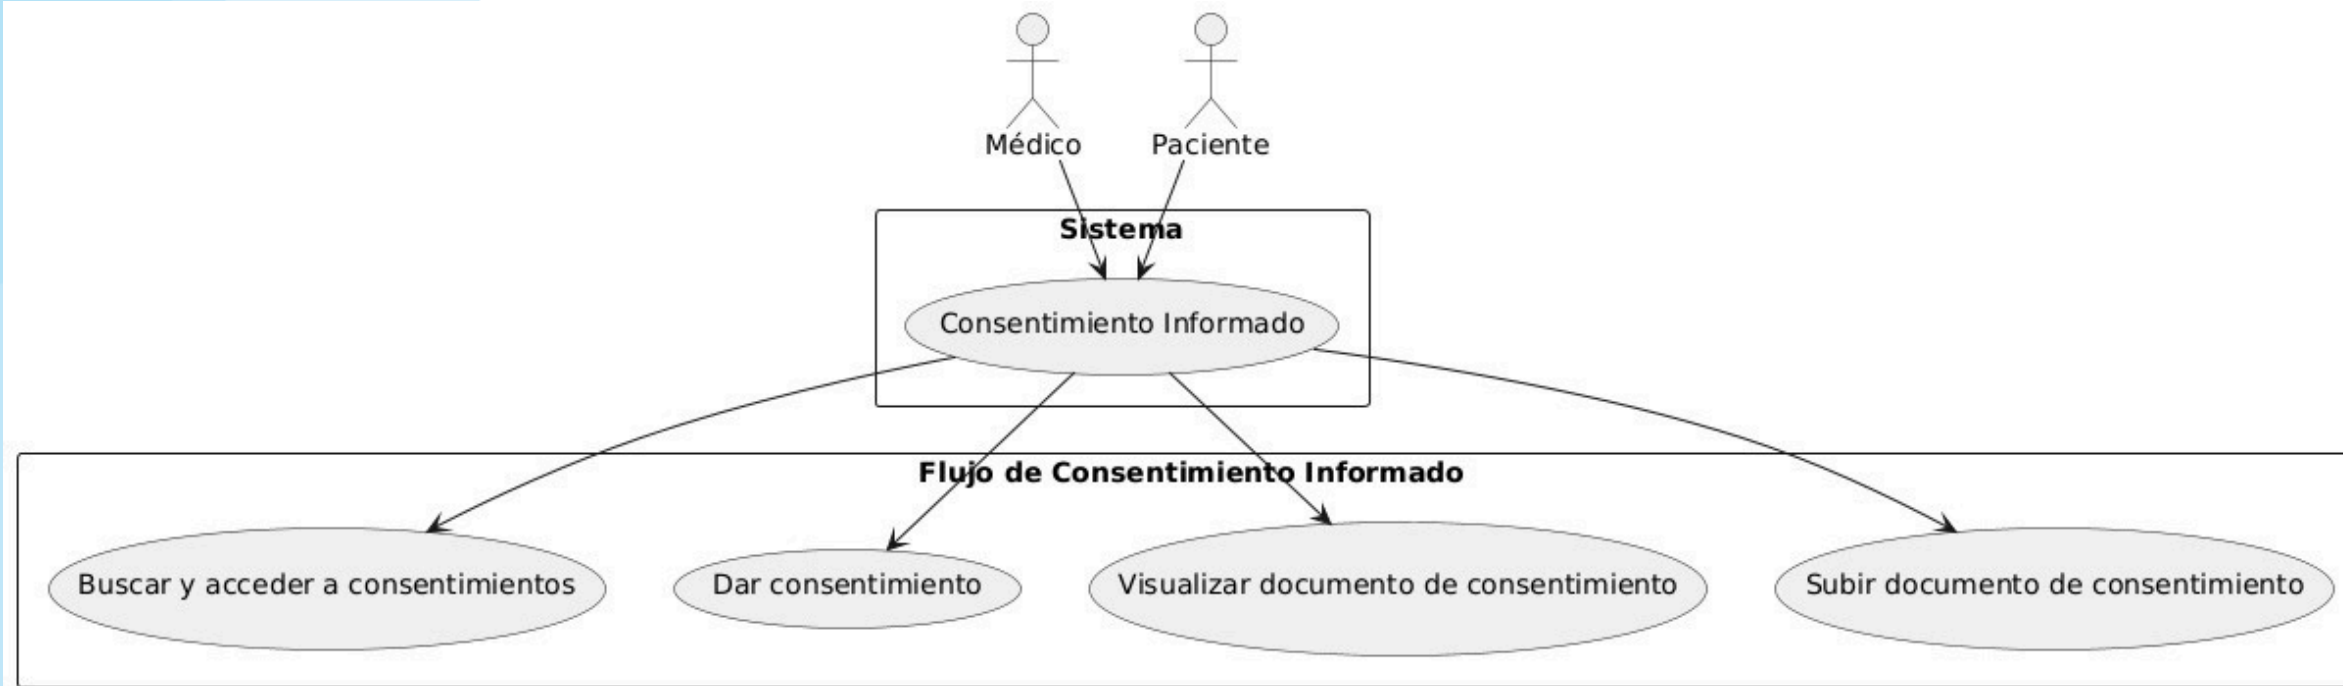 Médico
Paciente
Sistema
Consentimiento Informado
Flujo de Consentimiento Informado
Buscar y acceder a consentimientos
Dar consentimiento
Visualizar documento de consentimiento
Subir documento de consentimiento